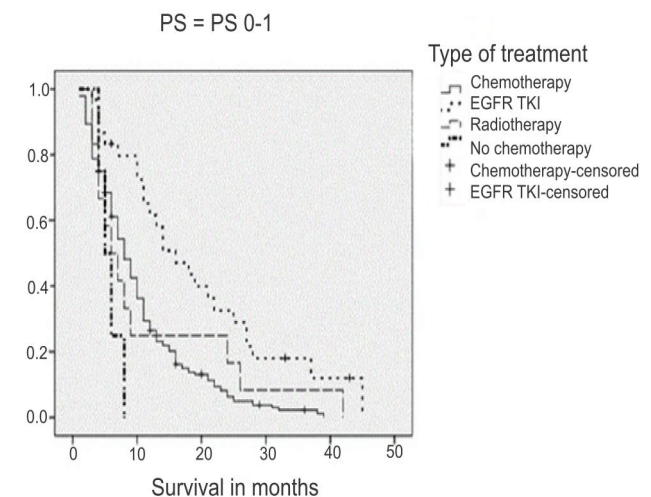 PS = PS 0-1
Type of treatment
Chemotherapy
EGFR TKI
Radiotherapy
No chemotherapy
Chemotherapy-censored
EGFR TKI-censored
1.0
0.8
0.6
0.4
0.2
0.0
0 10 20 30 40 50
Survival in months